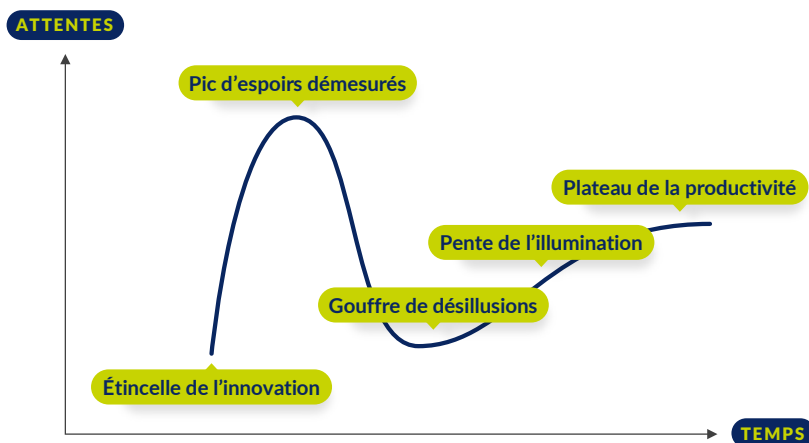 ATTENTES
Pic d’espoirs démesurés
Plateau de la productivité
Pente de l’illumination
Gouffre de désillusions
Étincelle de l’innovation
TEMPS